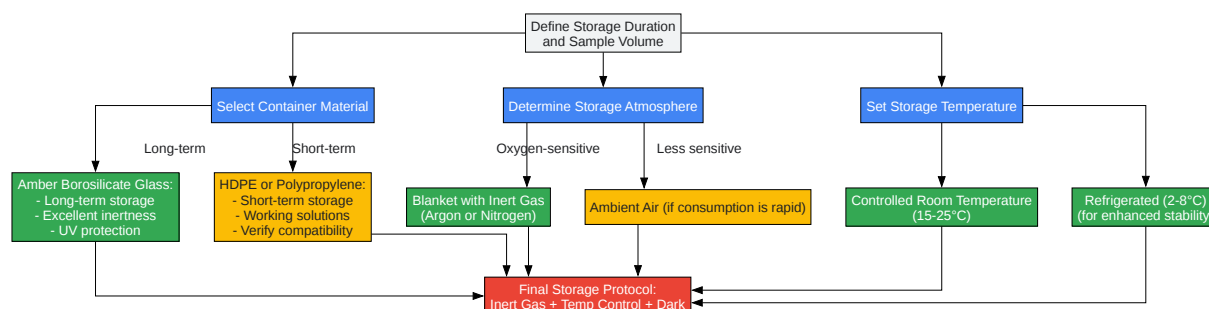 Define Storage Duration
and Sample Volume
Select Container Material
Determine Storage Atmosphere
Set Storage Temperature
Long-term
Short-term
Oxygen-sensitive
Less sensitive
Amber Borosilicate Glass:
- Long-term storage
- Excellent inertness
- UV protection
HDPE or Polypropylene:
- Short-term storage
- Working solutions
- Verify compatibility
Blanket with Inert Gas
(Argon or Nitrogen)
Ambient Air (if consumption is rapid)
Controlled Room Temperature
(15-25°C)
Refrigerated (2-8°C)
(for enhanced stability
Final Storage Protocol:
Inert Gas + Temp Control + Dark